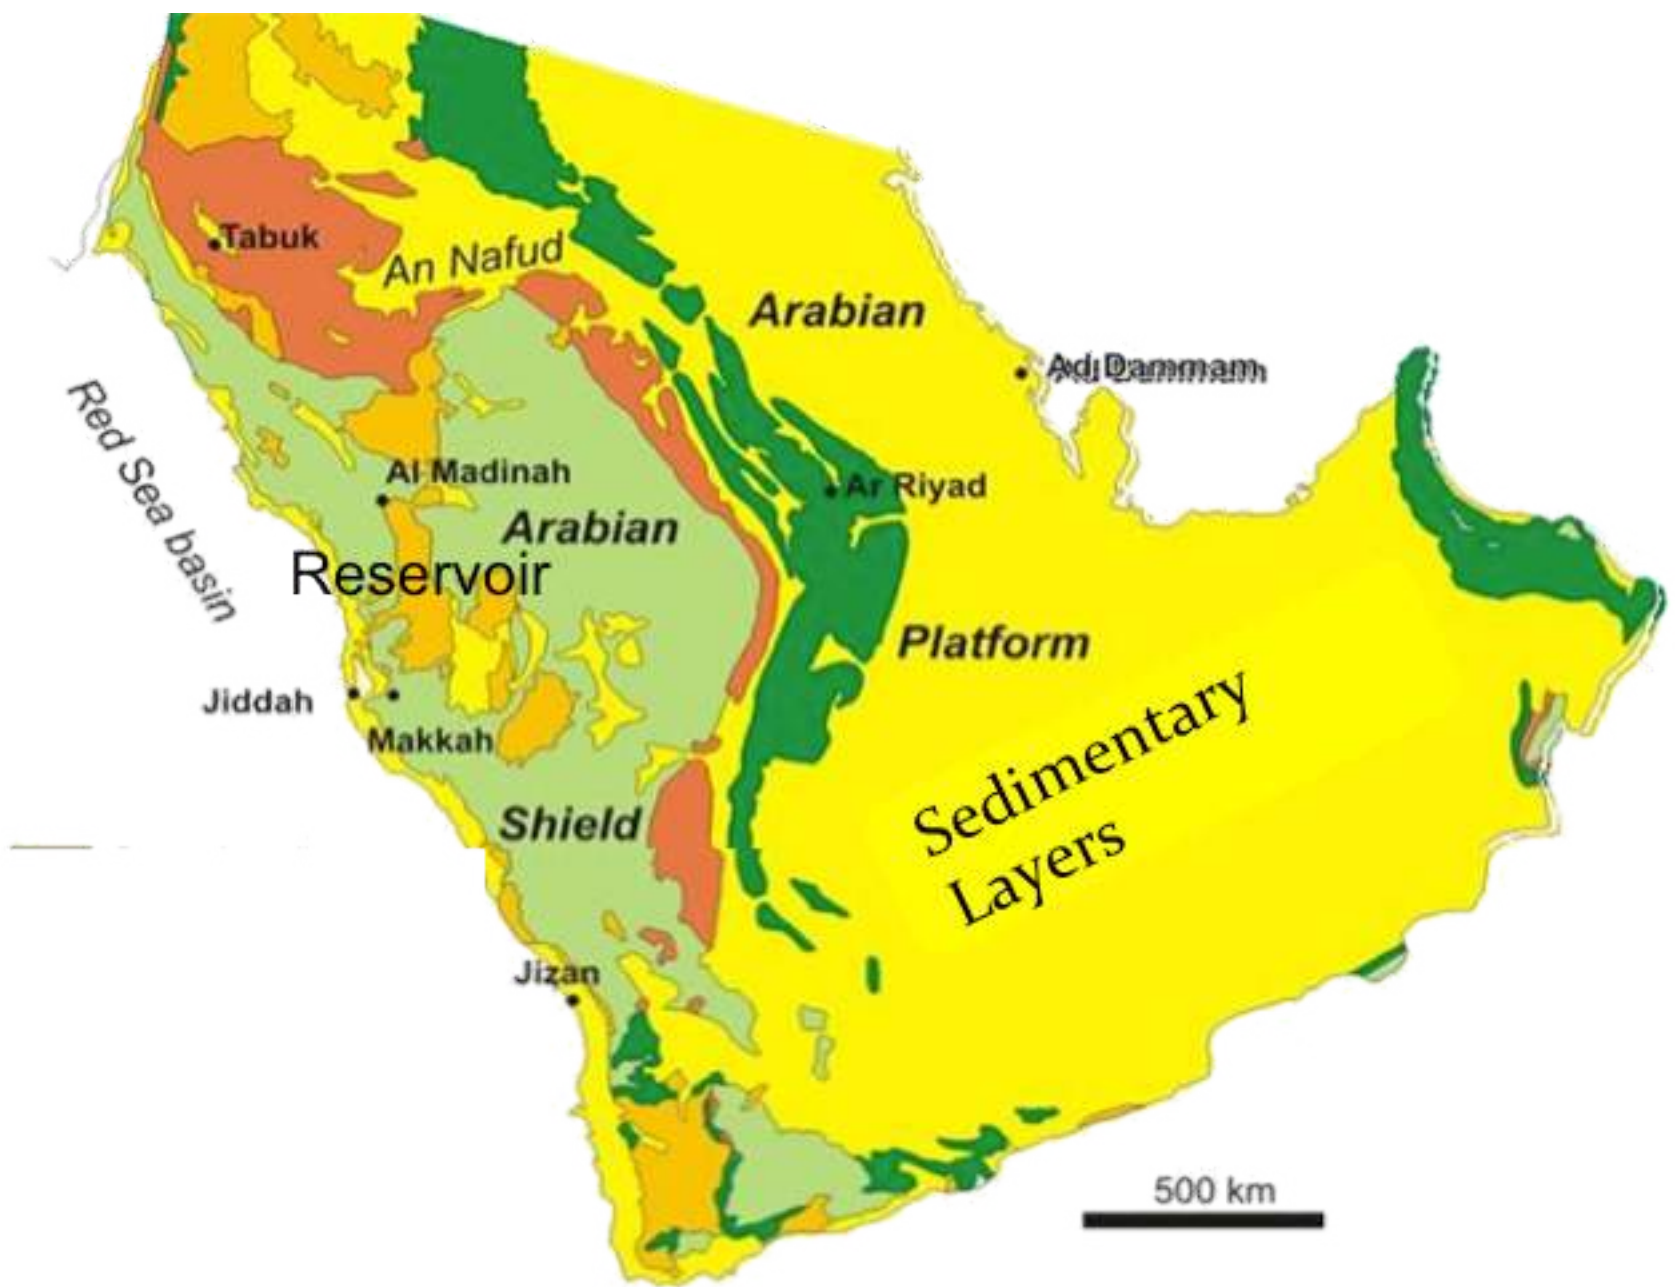 Tabuk
An Nafud
Arabian
Ad Dammam
Red Sea basin
Al Madinah
Ar Riyad
Arabian
Reservoir
Platform
Jiddah
Makkah
Sedimentary
Layers
Shield
Jizan
500 km